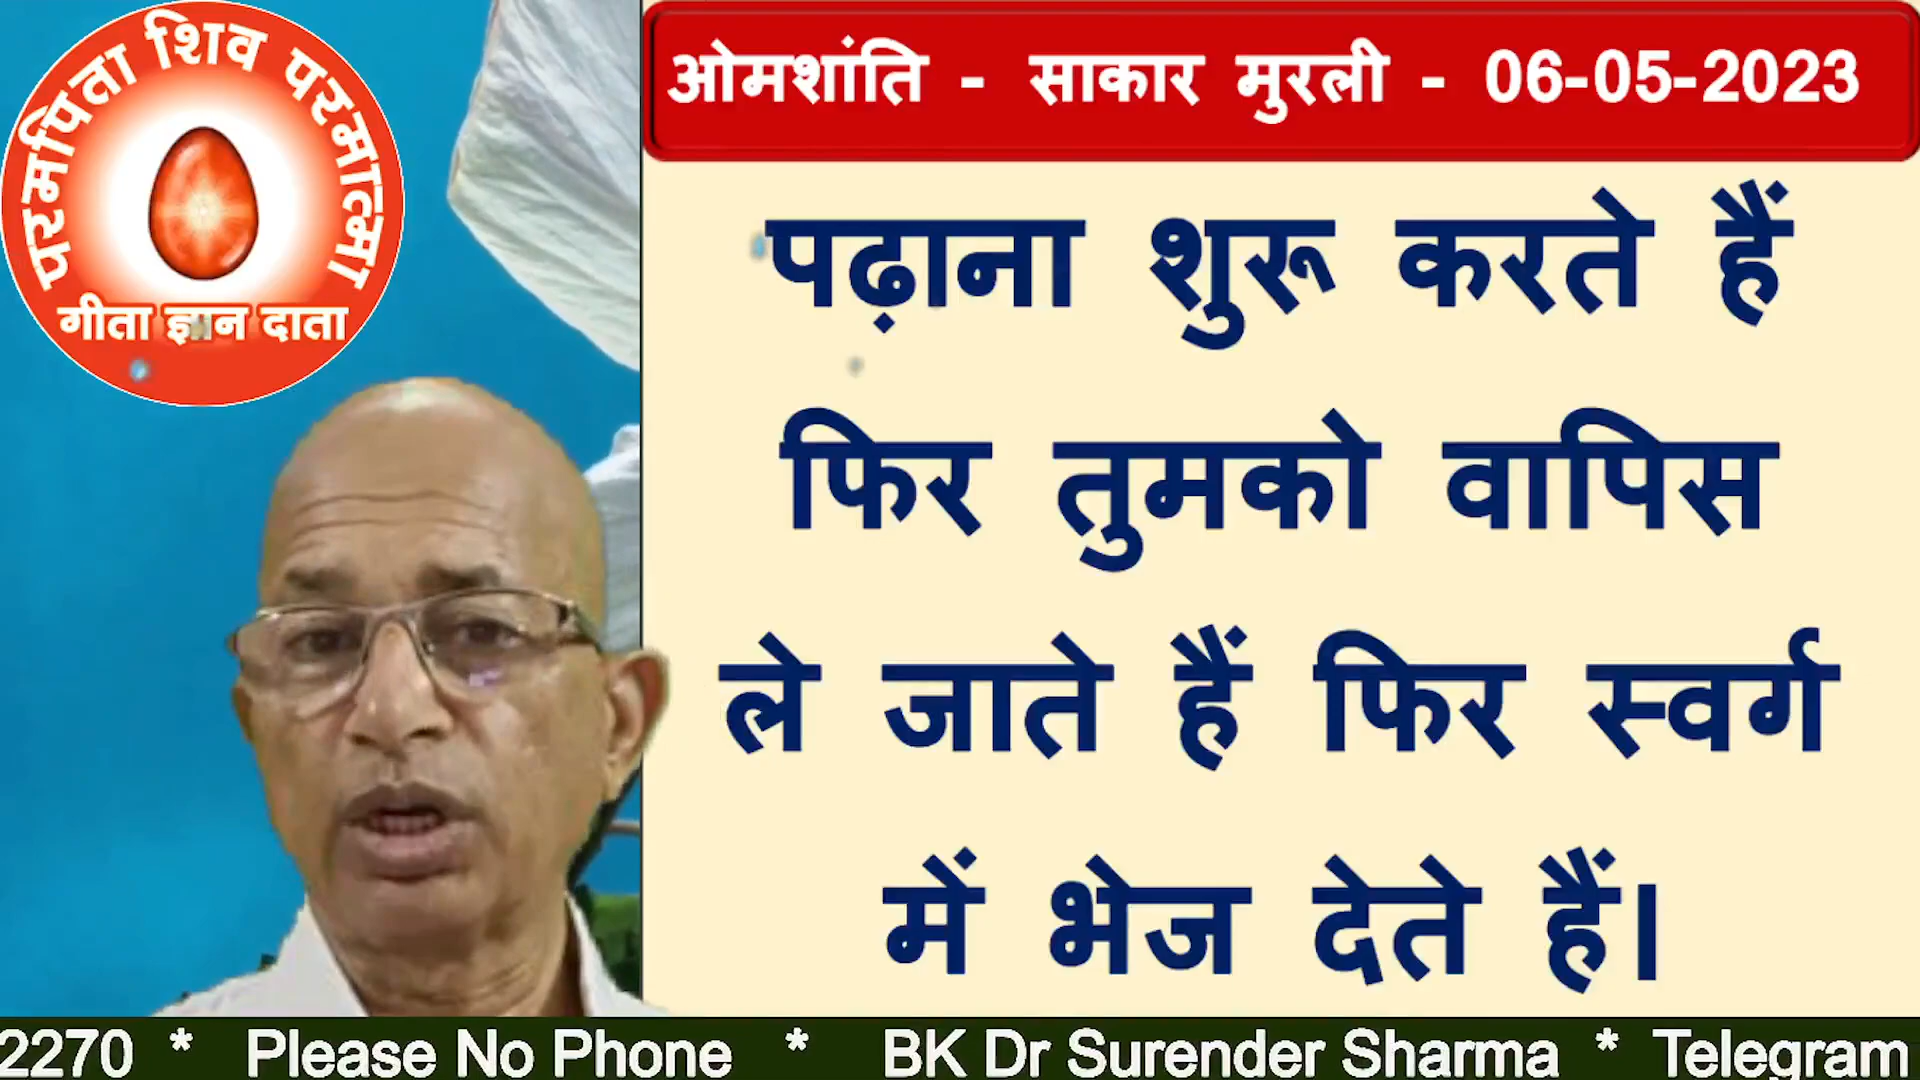 परमपिता शिव परमात्मा
गीता ज्ञान दाता
ओमशांति - साकार मुरली - 06-05-2023
पढ़ाना शुरू करते हैं
फिर तुमको वापिस
ले जाते हैं फिर स्वर्ग
में भेज देते हैं।
2270 * Please No Phone * BK Dr Surender Sharma * Telegram